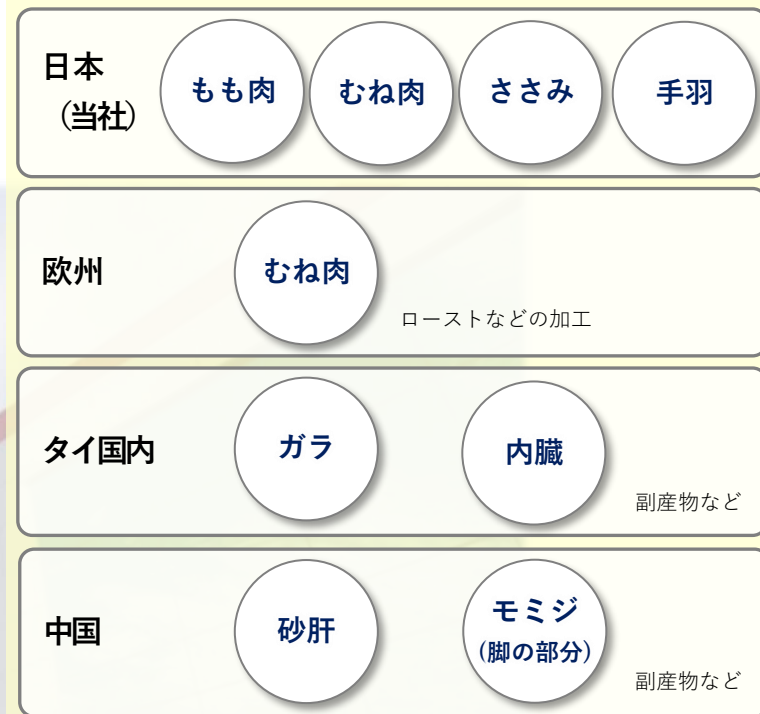 日本
(当社)
もも肉
むね肉
ささみ
手羽
欧州
むね肉
ローストなどの加工
タイ国内
ガラ
内臓
副産物など
中国
砂肝
モミジ
(脚の部分)
副産物など